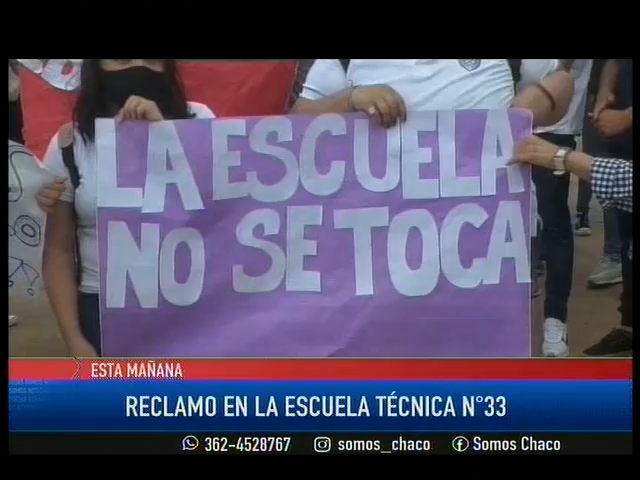 LA ESCUELA
NO SE TOCA
ESTA MAÑANA
RECLAMO EN LA ESCUELA TÉCNICA N°33
362-4528767 somos_chaco Somos Chaco